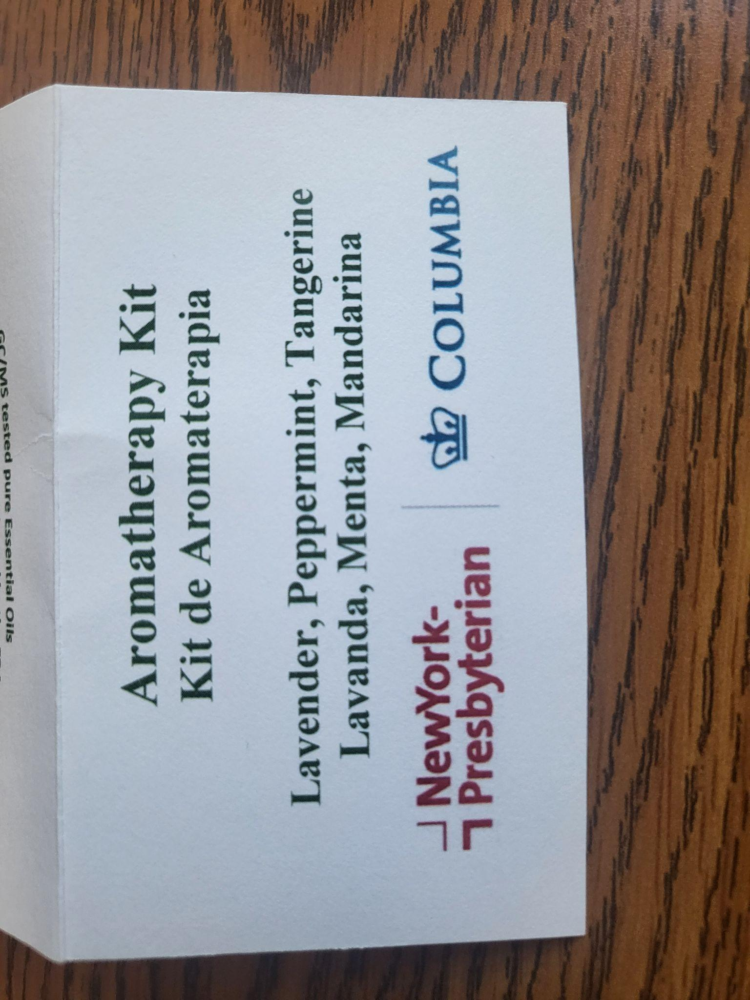 Aromatherapy Kit
Kit de Aromaterapia
Lavender, Peppermint, Tangerine
Lavanda, Menta, Mandarina
NewYork-
Presbyterian
COLUMBIA
GC/MS tested pure Essential Oils